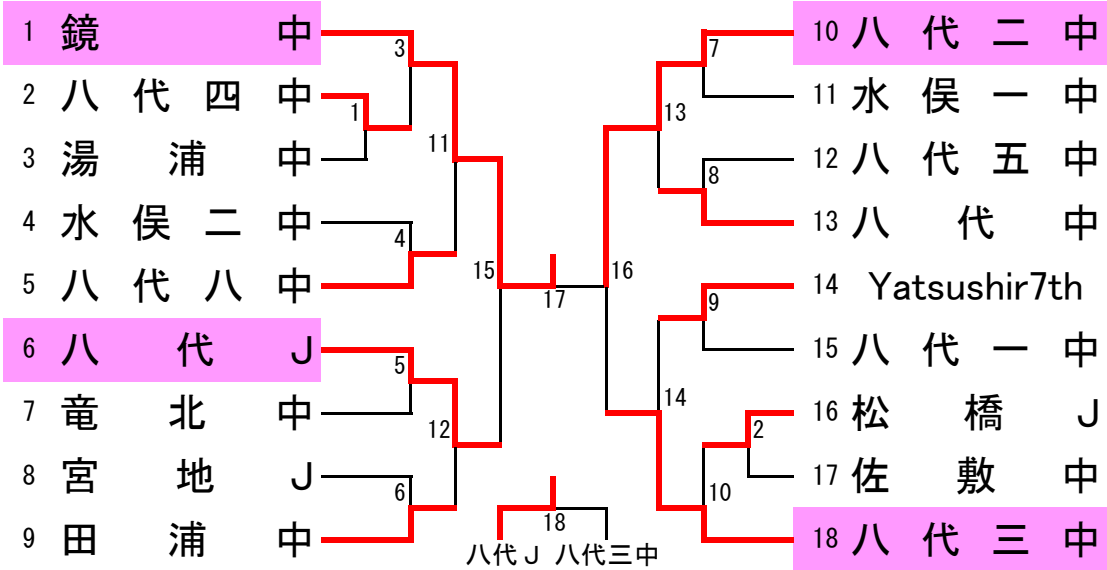 1 鏡 中
2 八 代 四 中
3 湯 浦 中
4 水 俣 二 中
5 八 代 八 中
6 八 代 J
7 竜 北 中
8 宮 地 J
9 田 浦 中
3
1
11
4
15
5
12
6
17
18
八代J 八代三中
7
13
8
16
9
14
2
10
10 八 代 二 中
11 水 俣 一 中
12 八 代 五 中
13 八 代 中
14 Yatsushir7th
15 八 代 一 中
16 松 橋 J
17 佐 敷 中
18 八 代 三 中